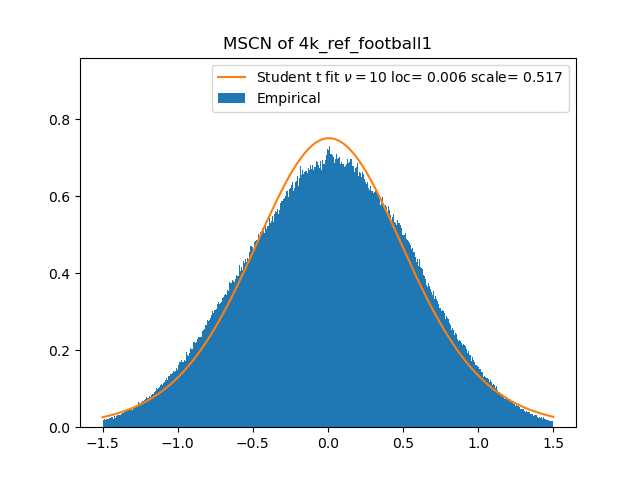 MSCN of 4k_ref_football1
Student t fit ν = 10 loc= 0.006 scale= 0.517
Empirical
0.8
0.6
0.4
0.2
0.0
−1.5 −1.0 −0.5 0.0 0.5 1.0 1.5